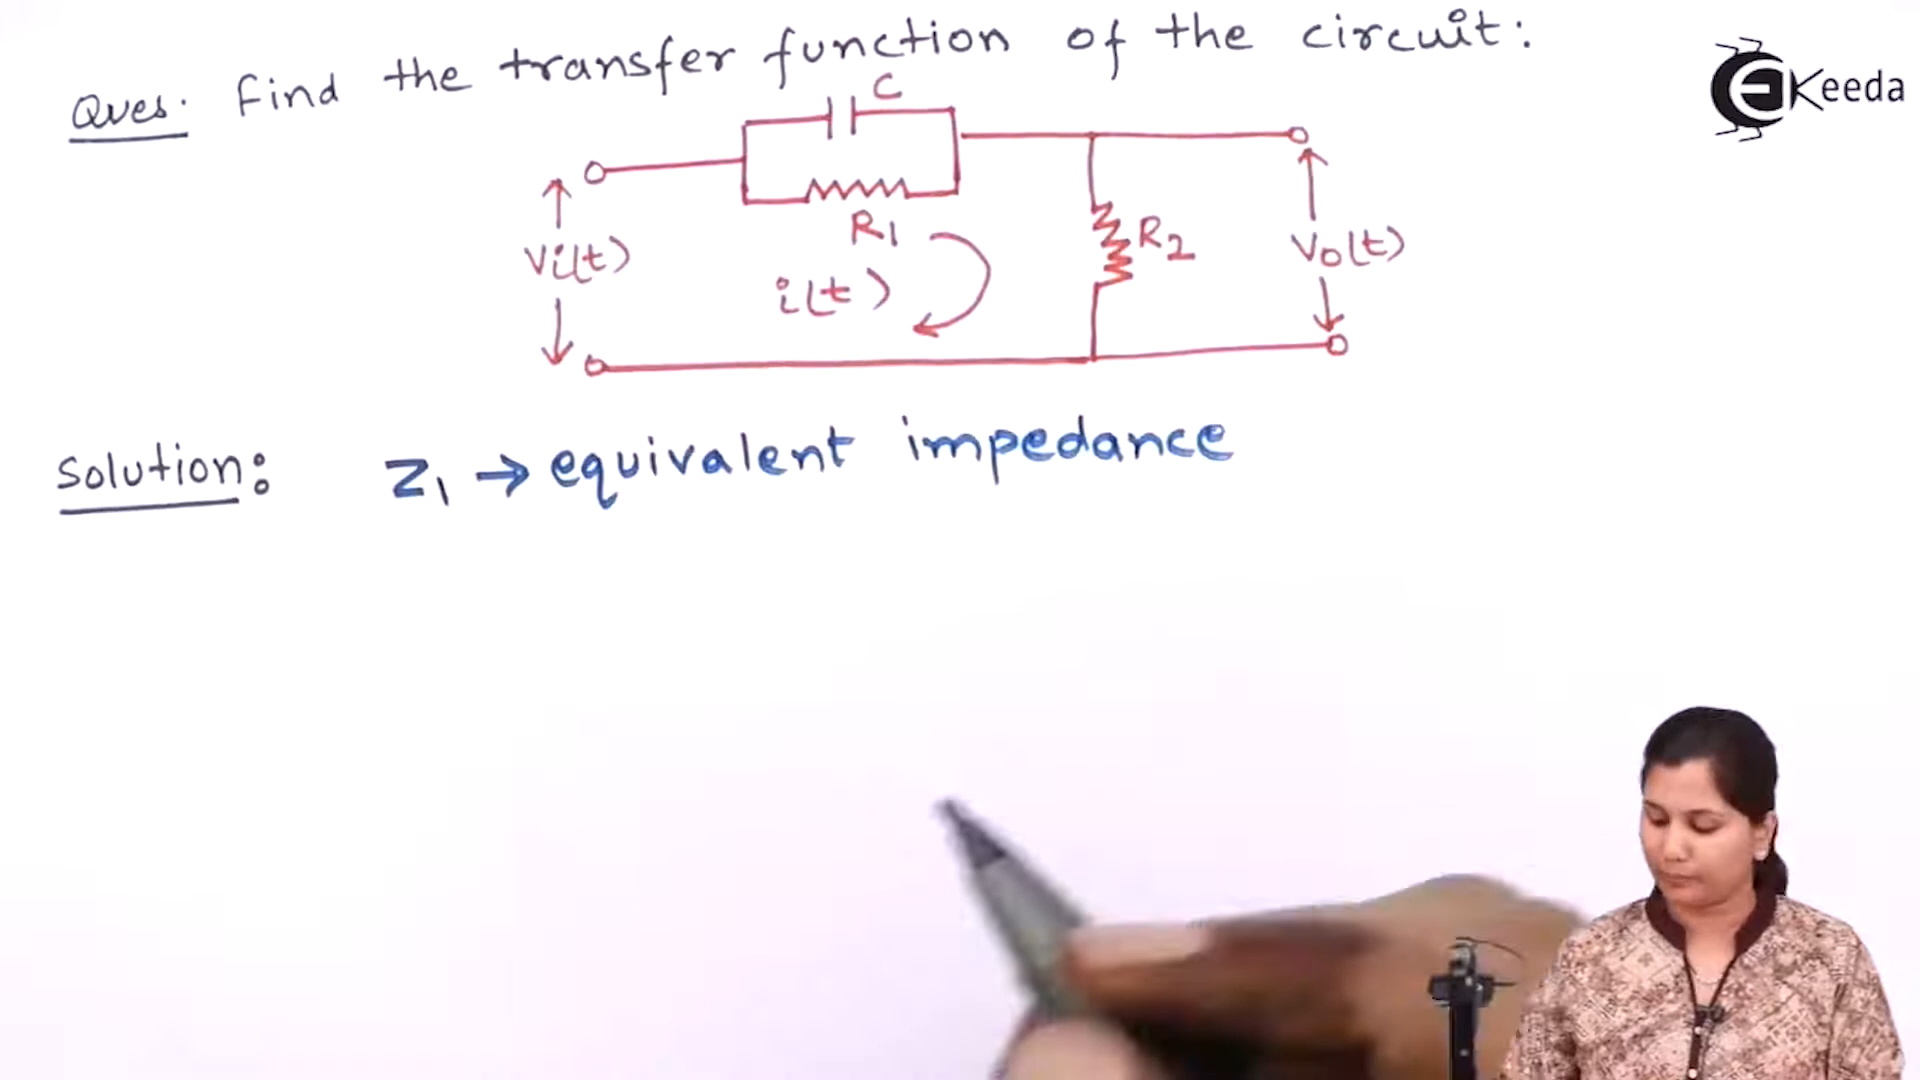 Ques. Find the transfer function of the circuit:
Keeda
C
R1
R2
Vi(t)
i(t)
Vo(t)
Solution: Z1 → equivalent impedance